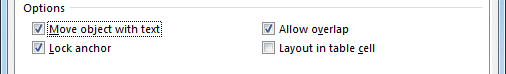 Options
Move object with text
Allow overlap
Lock anchor
Layout in table cell